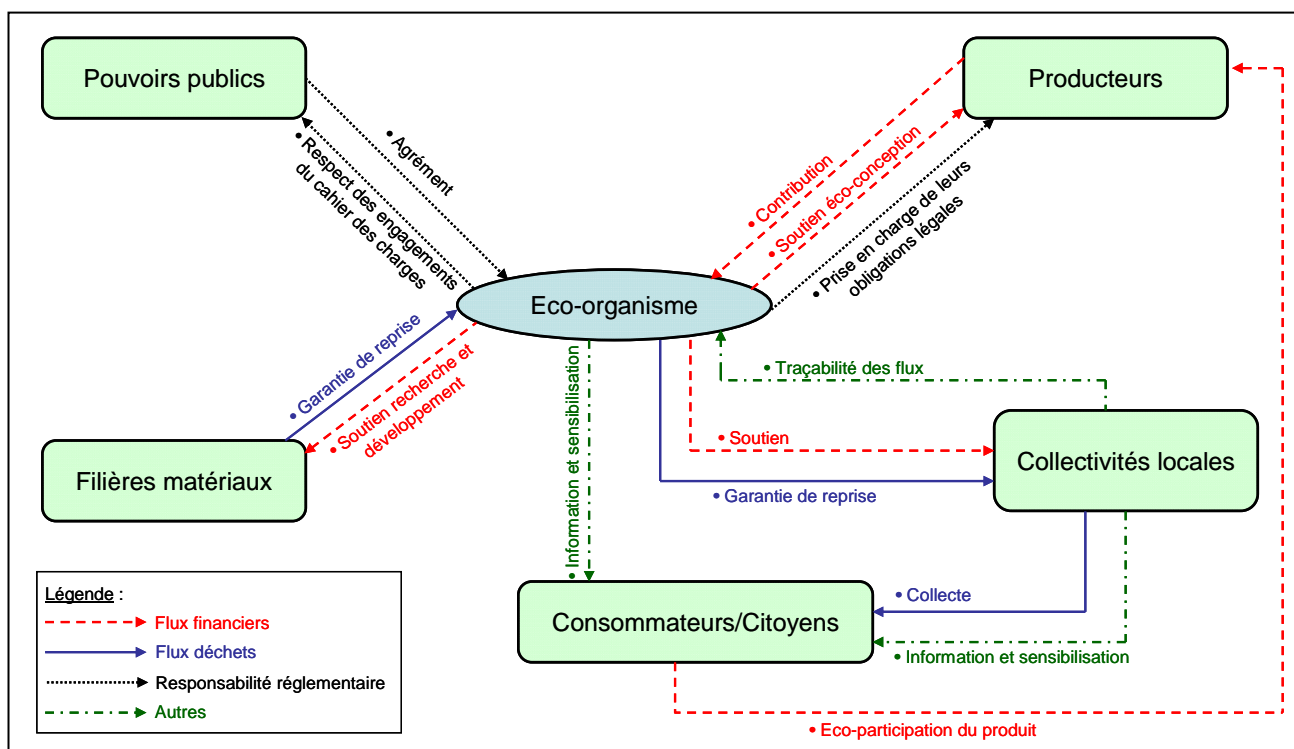 Pouvoirs publics
Producteurs
• Agrément
• Respect des engagements
du cahier des charges
• Contribution
• Soutien éco-conception
• Prise en charge de leurs
obligations légales
Eco-organisme
• Garantie de reprise
• Soutien recherche et
développement
• Information et sensibilisation
• Traçabilité des flux
• Soutien
• Garantie de reprise
Filières matériaux
Collectivités locales
• Collecte
• Information et sensibilisation
Consommateurs/Citoyens
• Eco-participation du produit
Légende :
Flux financiers
Flux déchets
Responsabilité réglementaire
Autres